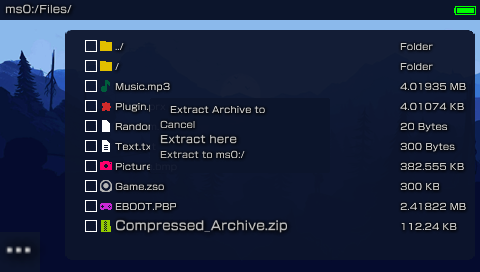 ms0:/Files/
../ Folder
/ Folder
Music.mp3 4.01935 MB
Plugin. 4.01074 KB
Extract Archive to
Cancel
Extract here
Extract to ms0:/
Random 20 Bytes
Text.tx 300 Bytes
Picture 382.555 KB
Game.zso 300 KB
EBOOT.PBP 2.41822 MB
Compressed_Archive.zip 112.24 KB